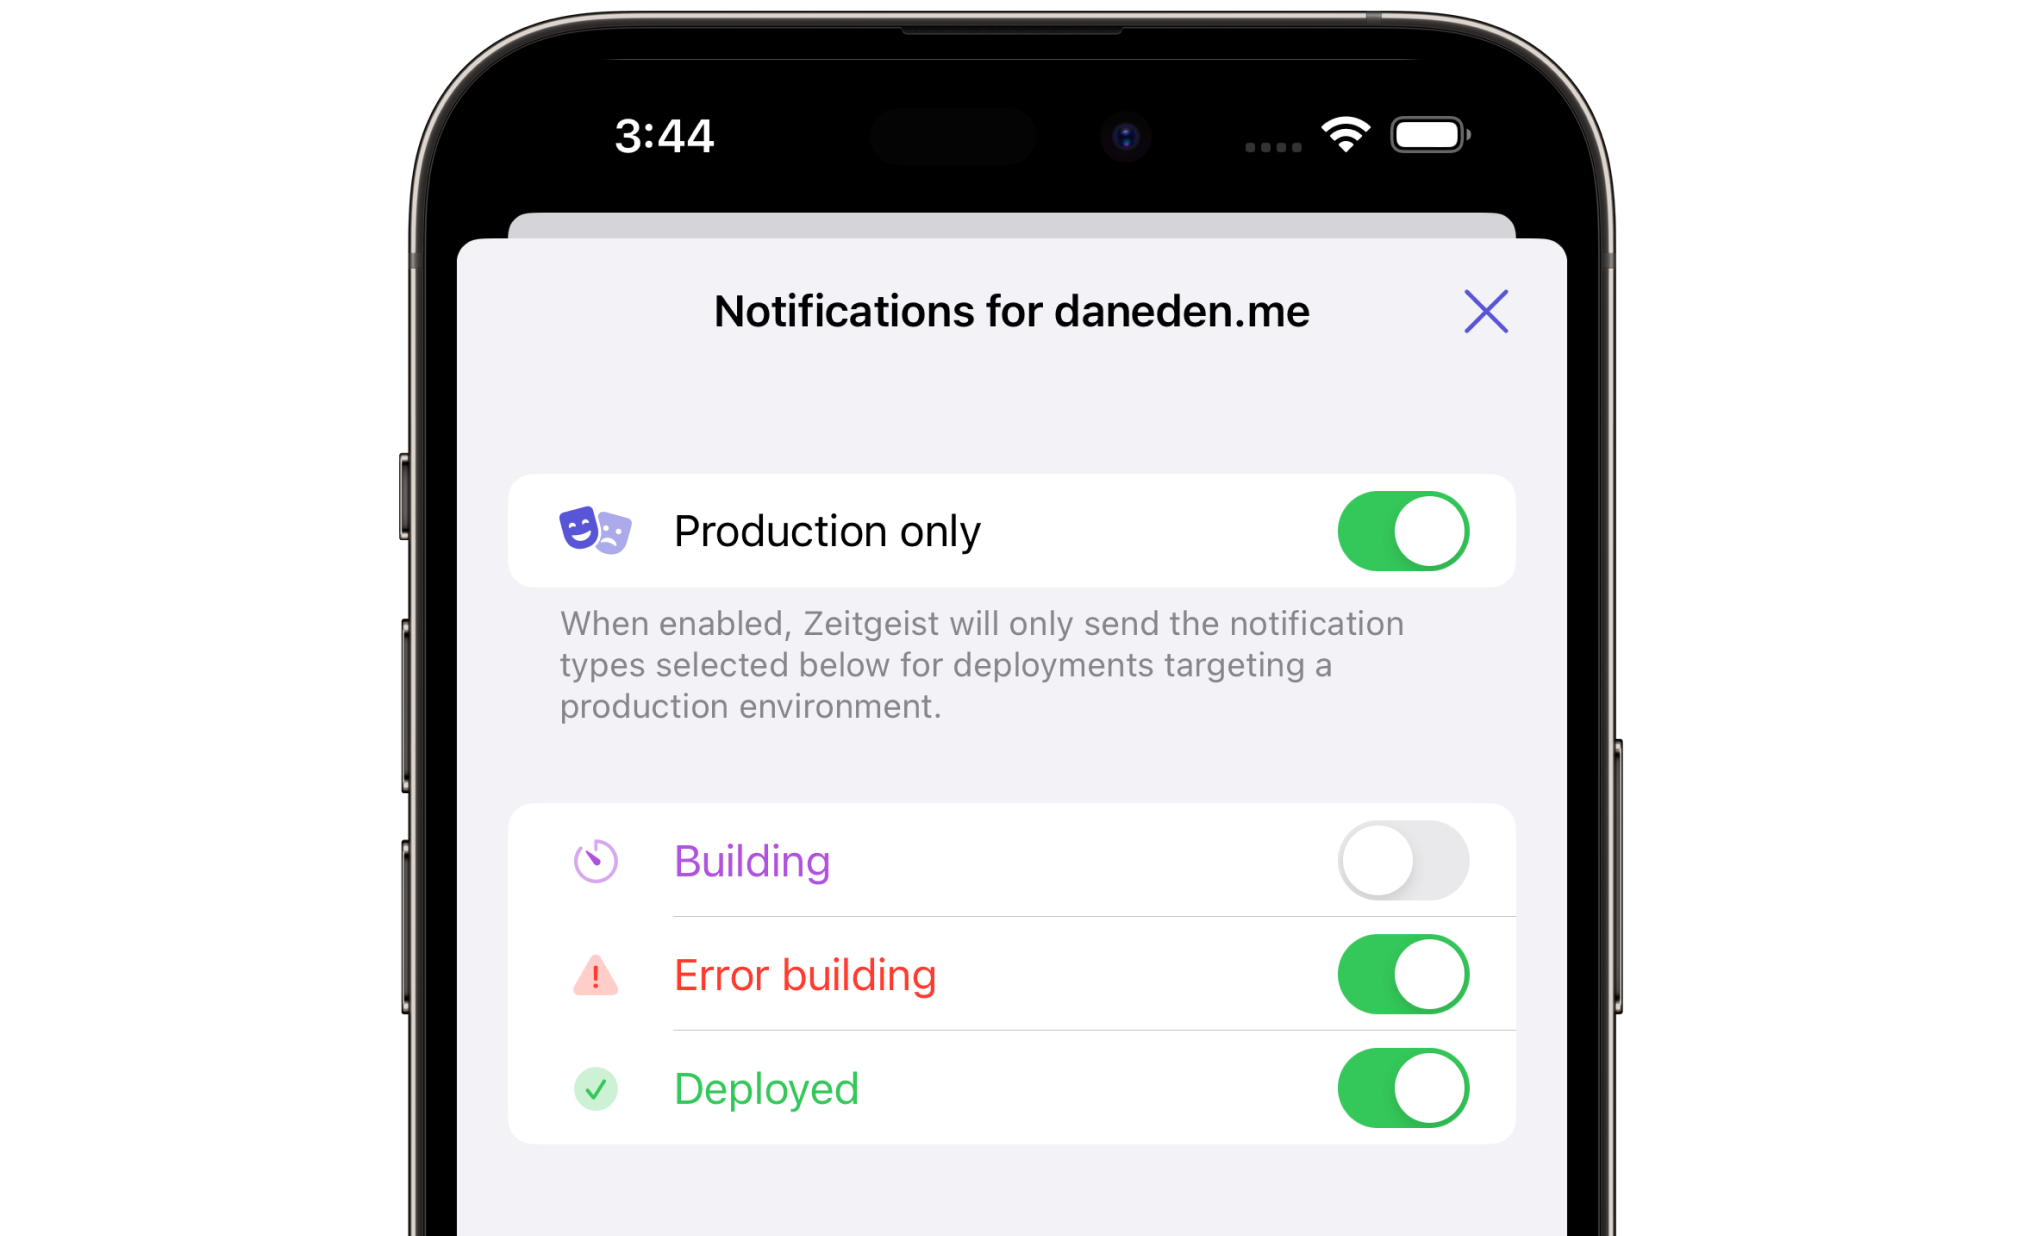 3:44
Notifications for daneden.me
Production only
When enabled, Zeitgeist will only send the notification
types selected below for deployments targeting a
production environment.
Building
Error building
Deployed